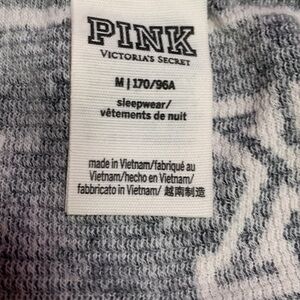 PINK
VICTORIA'S SECRET
M | 170/96A
sleepwear/
vêtements de nuit
made in Vietnam/fabriqué au
Vietnam/hecho en Vietnam/
fabbricato in Vietnam/ 越南制造